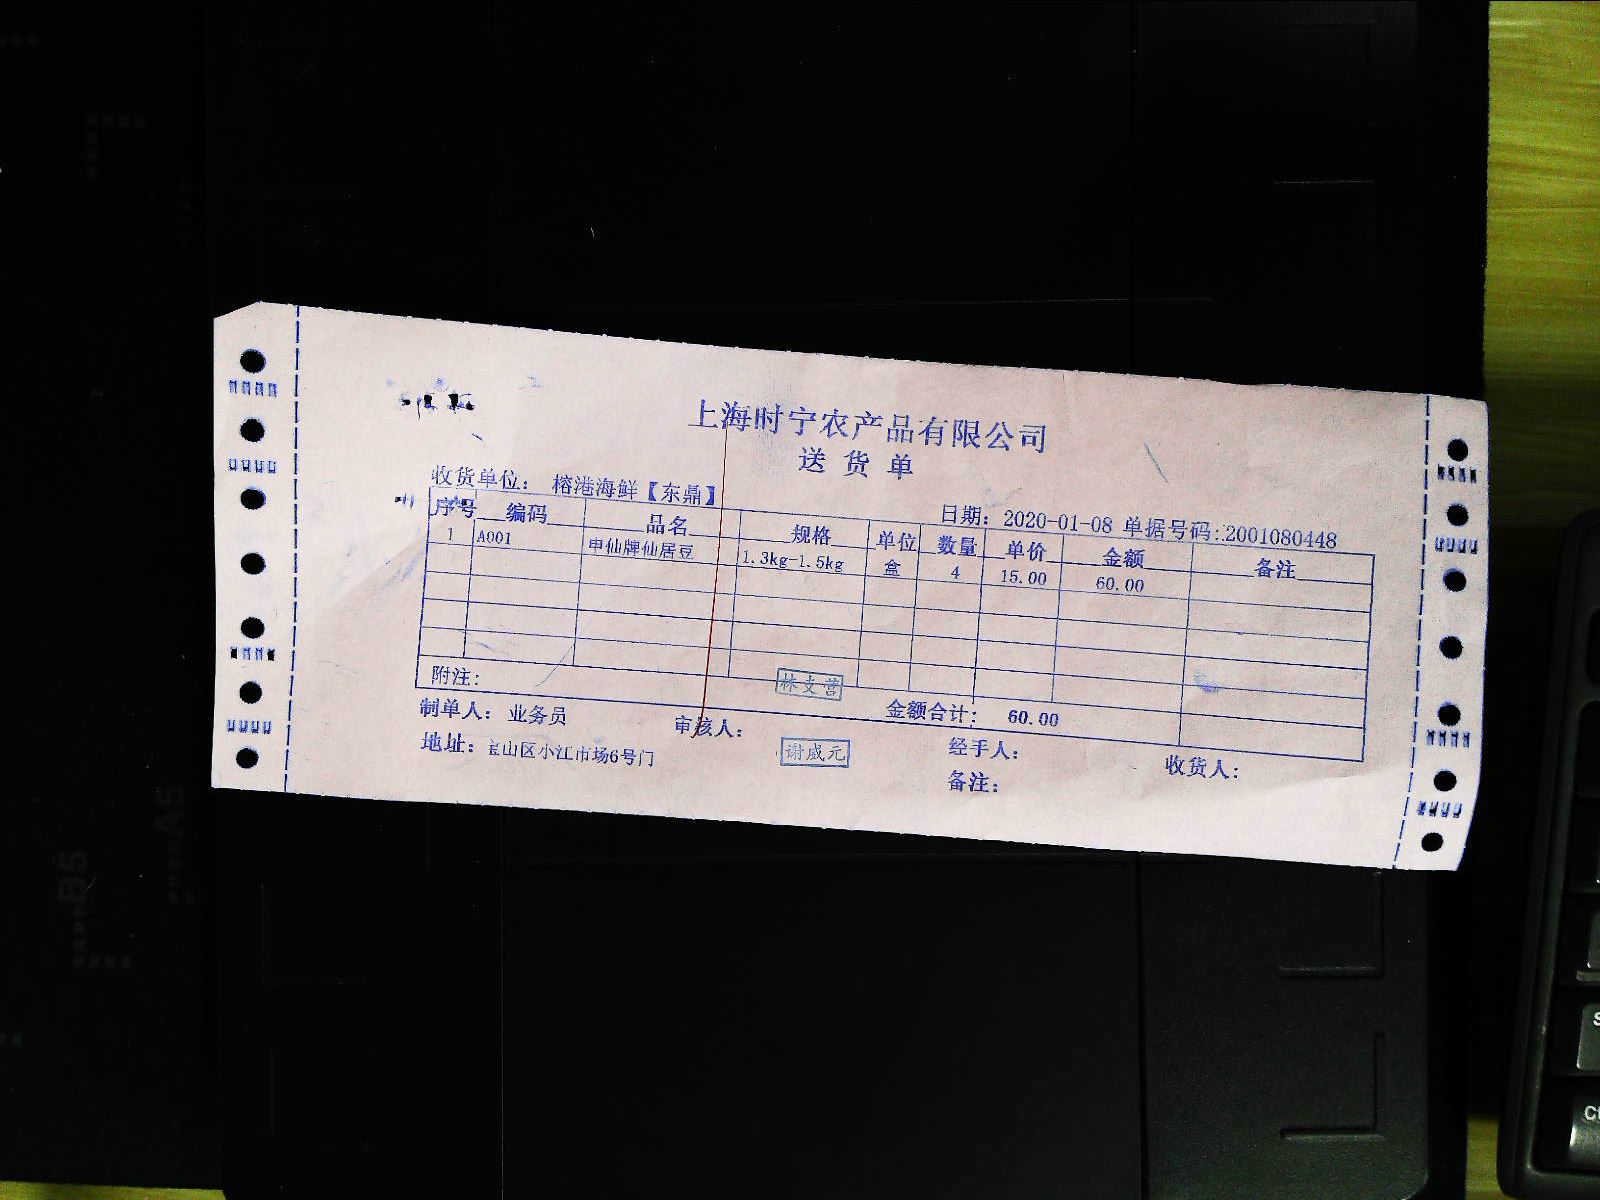 上海时宁农产品有限公司
送货单
收货单位: 榕港海鲜【东鼎】
日期: 2020-01-08 单据号码: 2001080448
序号 编码 品名 规格 单位 数量 单价 金额 备注
1 A001 申仙牌仙居豆 1.3kg-1.5kg 盒 4 15.00 60.00
附注:
林支营
金额合计: 60.00
制单人: 业务员 审核人: 经手人: 收货人:
地址: 宝山区小江市场6号门
谢咸元
备注:
B5
A5